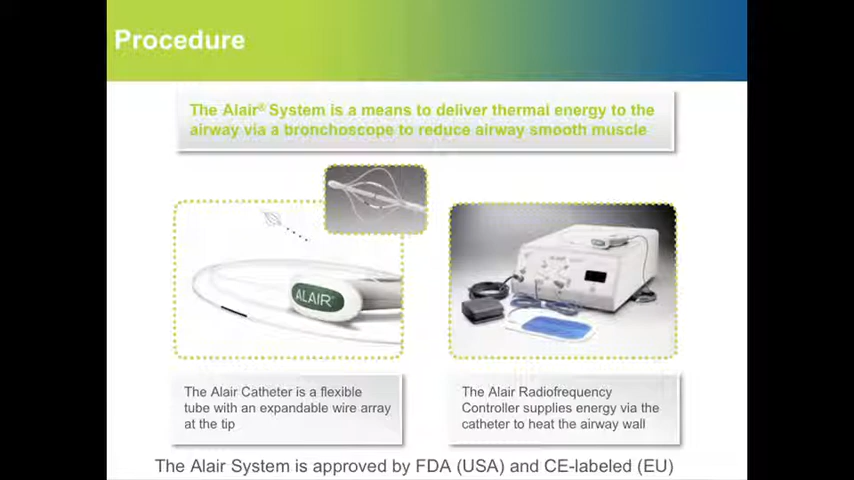 Procedure
The Alair® System is a means to deliver thermal energy to the
airway via a bronchoscope to reduce airway smooth muscle
ALAIR®
The Alair Catheter is a flexible
tube with an expandable wire array
at the tip
The Alair Radiofrequency
Controller supplies energy via the
catheter to heat the airway wall
The Alair System is approved by FDA (USA) and CE-labeled (EU)